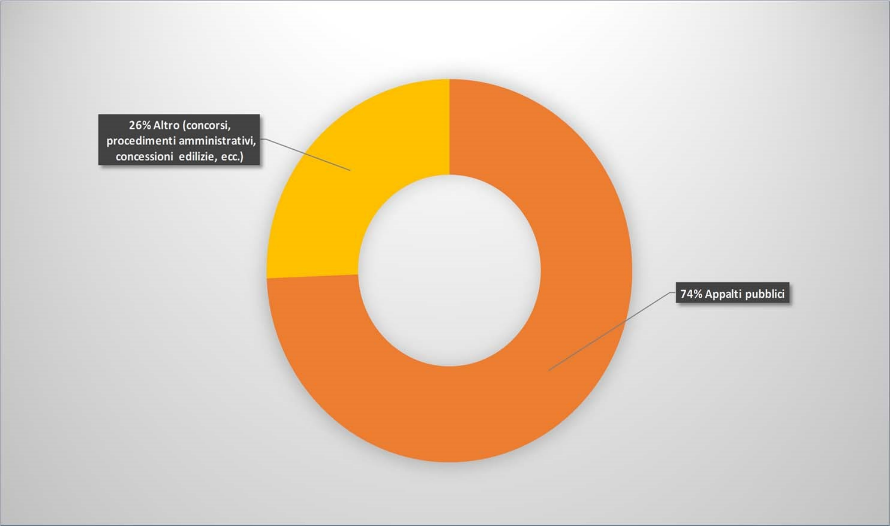 26% Altro (concorsi,
procedimenti amministrativi,
concessioni edilizie, ecc.)
74% Appalti pubblici